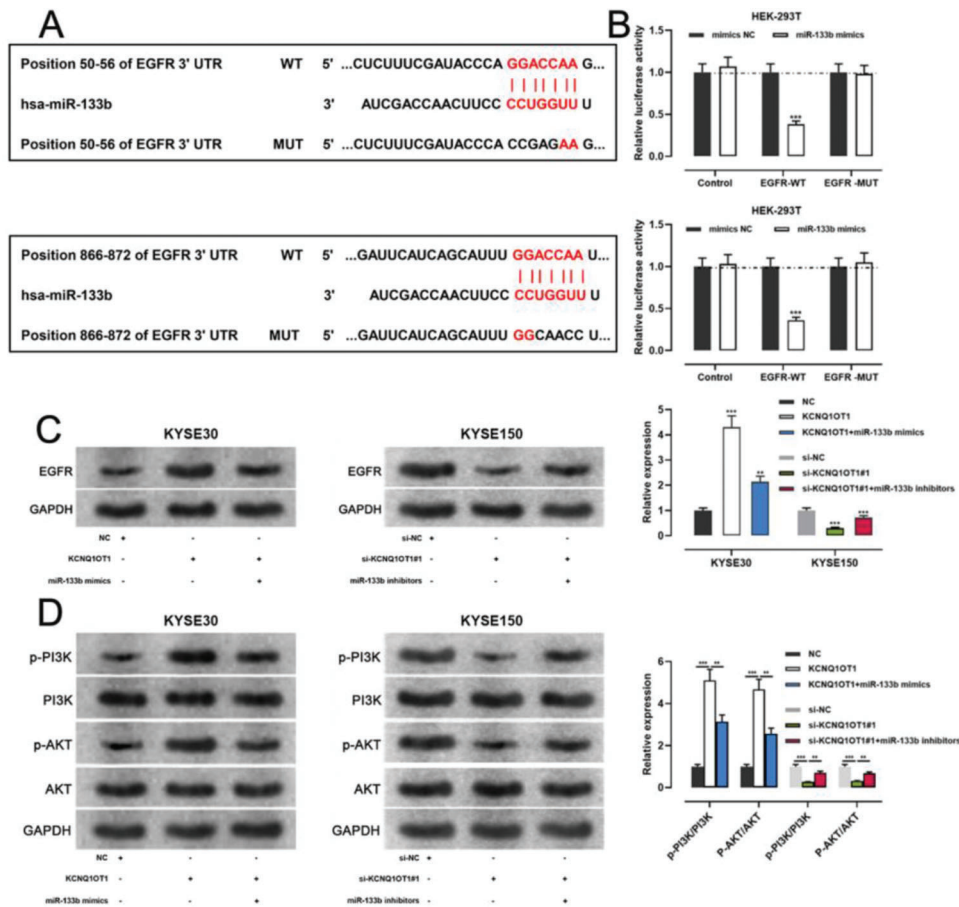 A
Position 50-56 of EGFR 3' UTR WT 5' ...CUCUUUCGAUACCCA GGACCAA G...
hsa-miR-133b 3' AUCGACCAACUUCC CCUGGUU U
Position 50-56 of EGFR 3' UTR MUT 5' ...CUCUUUCGAUACCCA CCGAGAA G...
Position 866-872 of EGFR 3' UTR WT 5' ...GAUUCAUCAGCAUUU GGACCAA U...
hsa-miR-133b 3' AUCGACCAACUUCC CCUGGUU U
Position 866-872 of EGFR 3' UTR MUT 5' ...GAUUCAUCAGCAUUU GGCAACC U...
B
HEK-293T
mimics NC miR-133b mimics
Relative luciferase activity
1.5
1.0
0.5
0.0
***
Control EGFR-WT EGFR -MUT
HEK-293T
mimics NC miR-133b mimics
Relative luciferase activity
1.5
1.0
0.5
0.0
***
Control EGFR-WT EGFR -MUT
C
KYSE30 KYSE150
EGFR EGFR
GAPDH GAPDH
NC + - - si-NC + - -
KCNQ1OT1 - + + si-KCNQ1OT1#1 - + +
miR-133b mimics - - + miR-133b inhibitors - - +
Relative expression
5
4
3
2
1
0
*** ** *** ***
KYSE30 KYSE150
NC
KCNQ1OT1
KCNQ1OT1+miR-133b mimics
si-NC
si-KCNQ1OT1#1
si-KCNQ1OT1#1+miR-133b inhibitors
D
KYSE30 KYSE150
p-PI3K p-PI3K
PI3K PI3K
p-AKT p-AKT
AKT AKT
GAPDH GAPDH
NC + - - si-NC + - -
KCNQ1OT1 - + + si-KCNQ1OT1#1 - + +
miR-133b mimics - - + miR-133b inhibitors - - +
Relative expression
6
4
2
0
*** ** *** ** *** ** *** **
p-PI3K/PI3K P-AKT/AKT p-PI3K/PI3K P-AKT/AKT
NC
KCNQ1OT1
KCNQ1OT1+miR-133b mimics
si-NC
si-KCNQ1OT1#1
si-KCNQ1OT1#1+miR-133b inhibitors